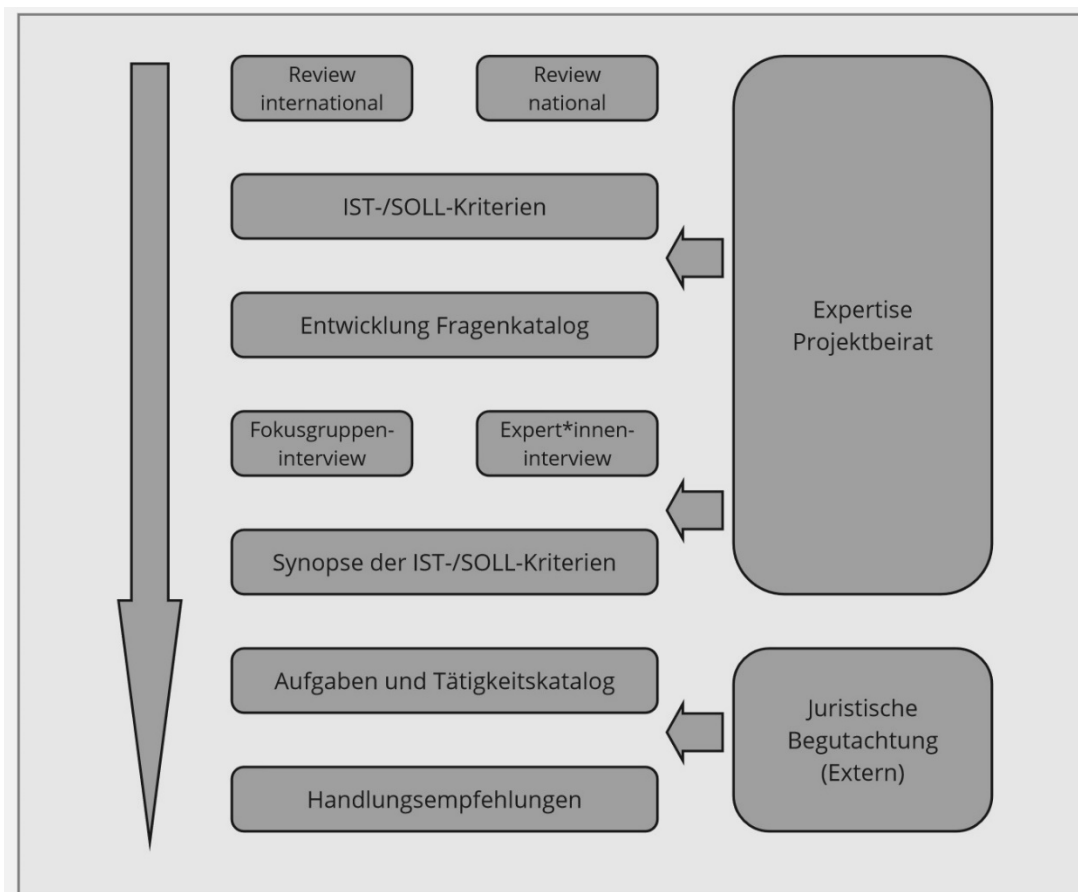 Review
international
Review
national
IST-/SOLL-Kriterien
Entwicklung Fragenkatalog
Fokusgruppen-
interview
Expert*innen-
interview
Synopse der IST-/SOLL-Kriterien
Aufgaben und Tätigkeitskatalog
Handlungsempfehlungen
Expertise
Projektbeirat
Juristische
Begutachtung
(Extern)